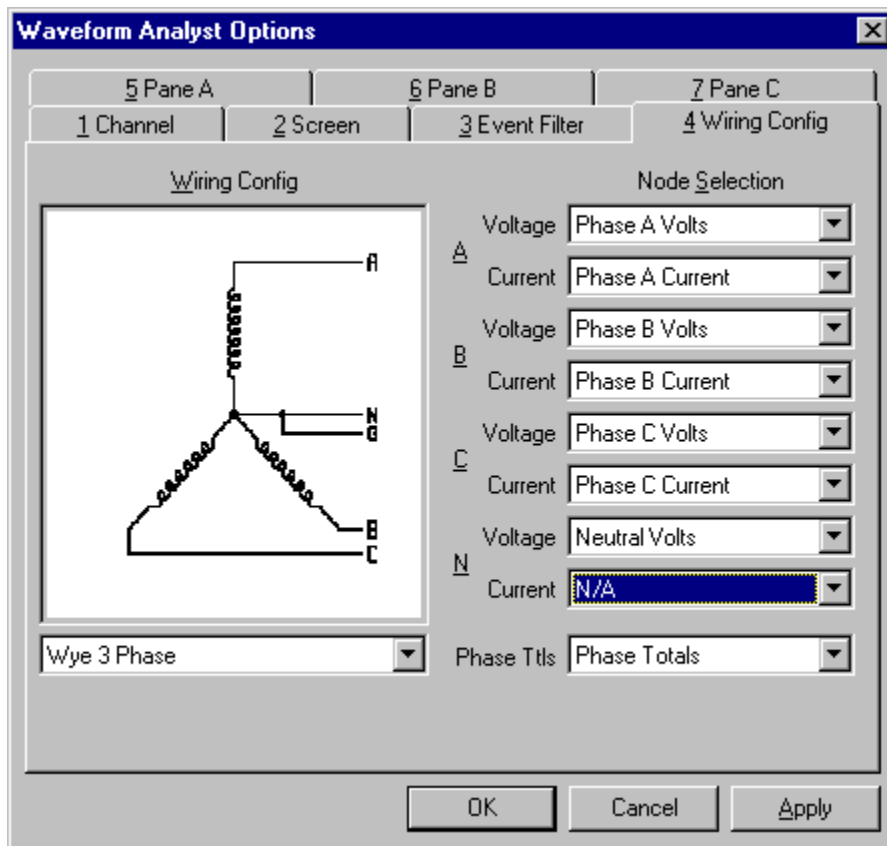 Waveform Analyst Options
5 Pane A
6 Pane B
7 Pane C
1 Channel
2 Screen
3 Event Filter
4 Wiring Config
Wiring Config
A
N
G
B
C
Wye 3 Phase
Node Selection
A
Voltage Phase A Volts
Current Phase A Current
B
Voltage Phase B Volts
Current Phase B Current
C
Voltage Phase C Volts
Current Phase C Current
N
Voltage Neutral Volts
Current N/A
Phase Ttls Phase Totals
OK
Cancel
Apply